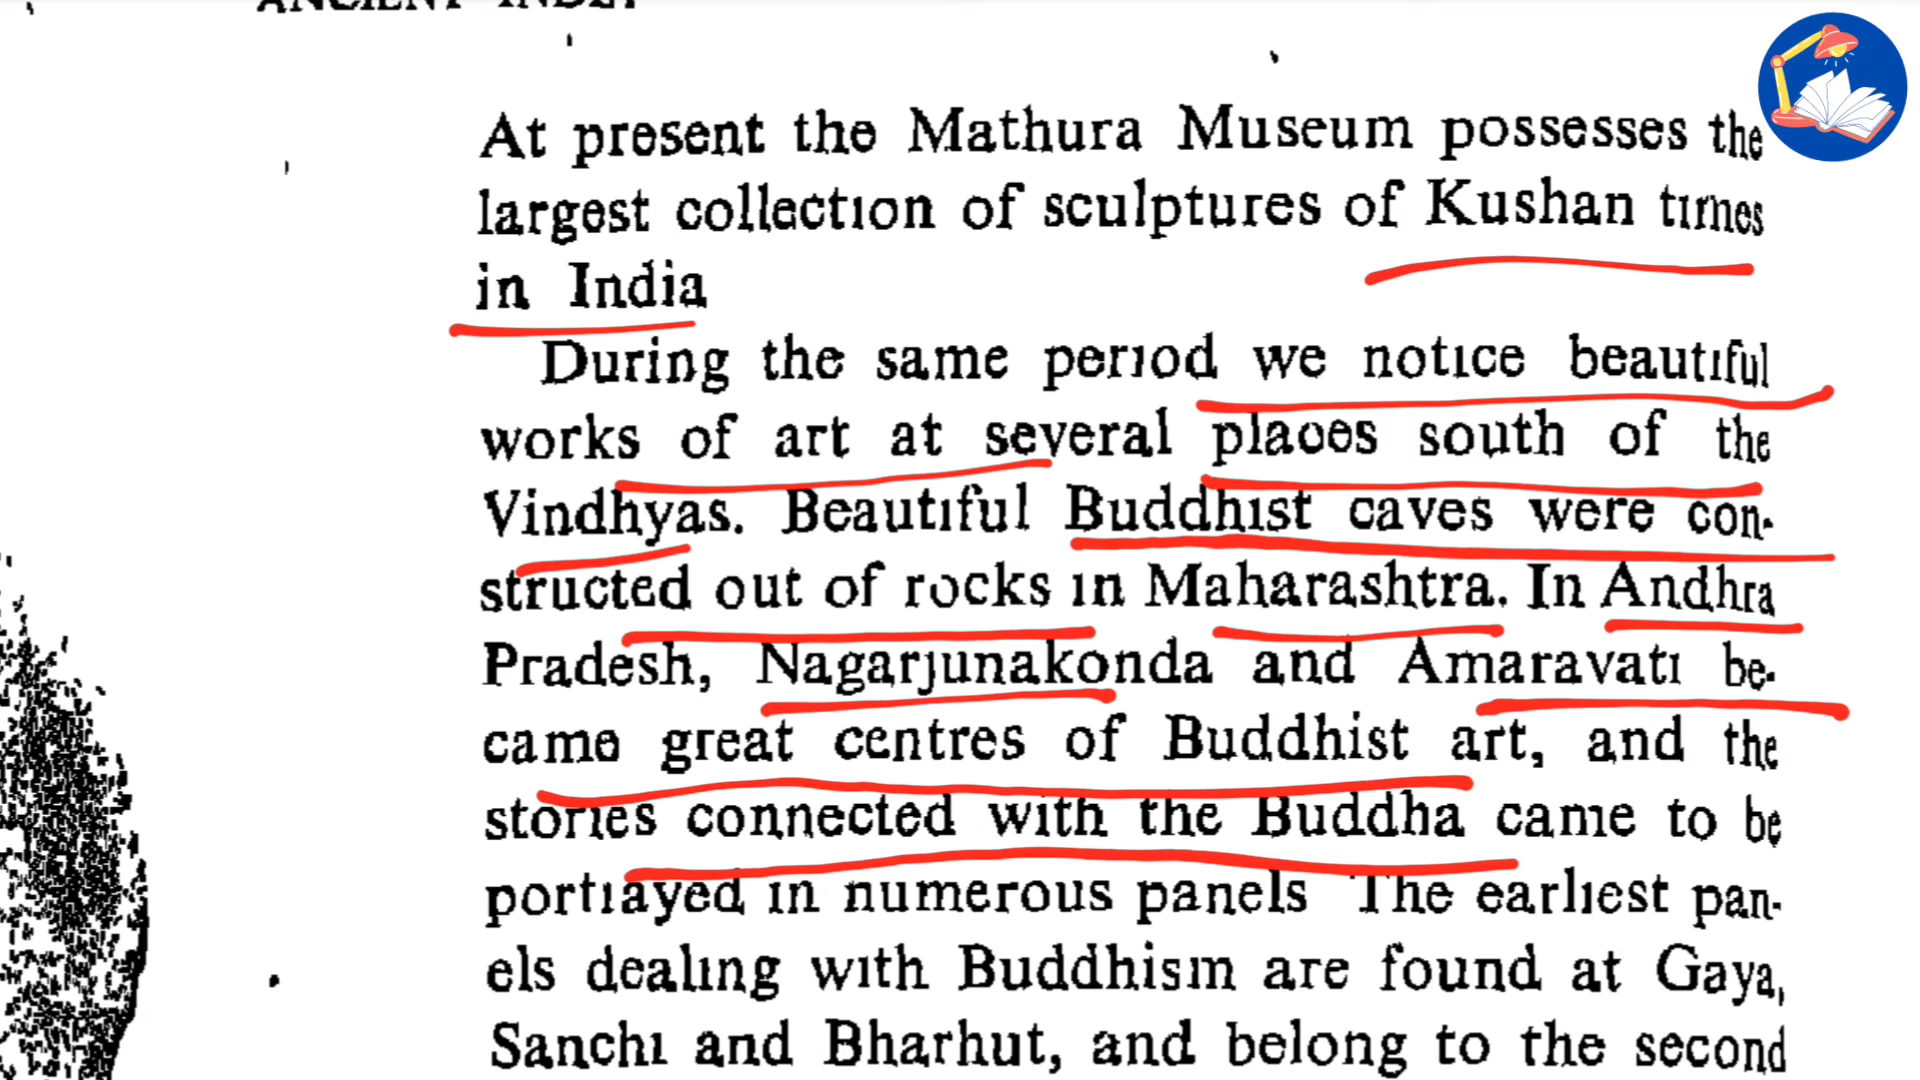 ANCIENT INDIA
At present the Mathura Museum possesses the
largest collection of sculptures of Kushan times
in India
During the same period we notice beautiful
works of art at several places south of the
Vindhyas. Beautiful Buddhist caves were con-
structed out of rocks in Maharashtra. In Andhra
Pradesh, Nagarjunakonda and Amaravati be-
came great centres of Buddhist art, and the
stories connected with the Buddha came to be
portrayed in numerous panels The earliest pan-
els dealing with Buddhism are found at Gaya,
Sanchi and Bharhut, and belong to the second